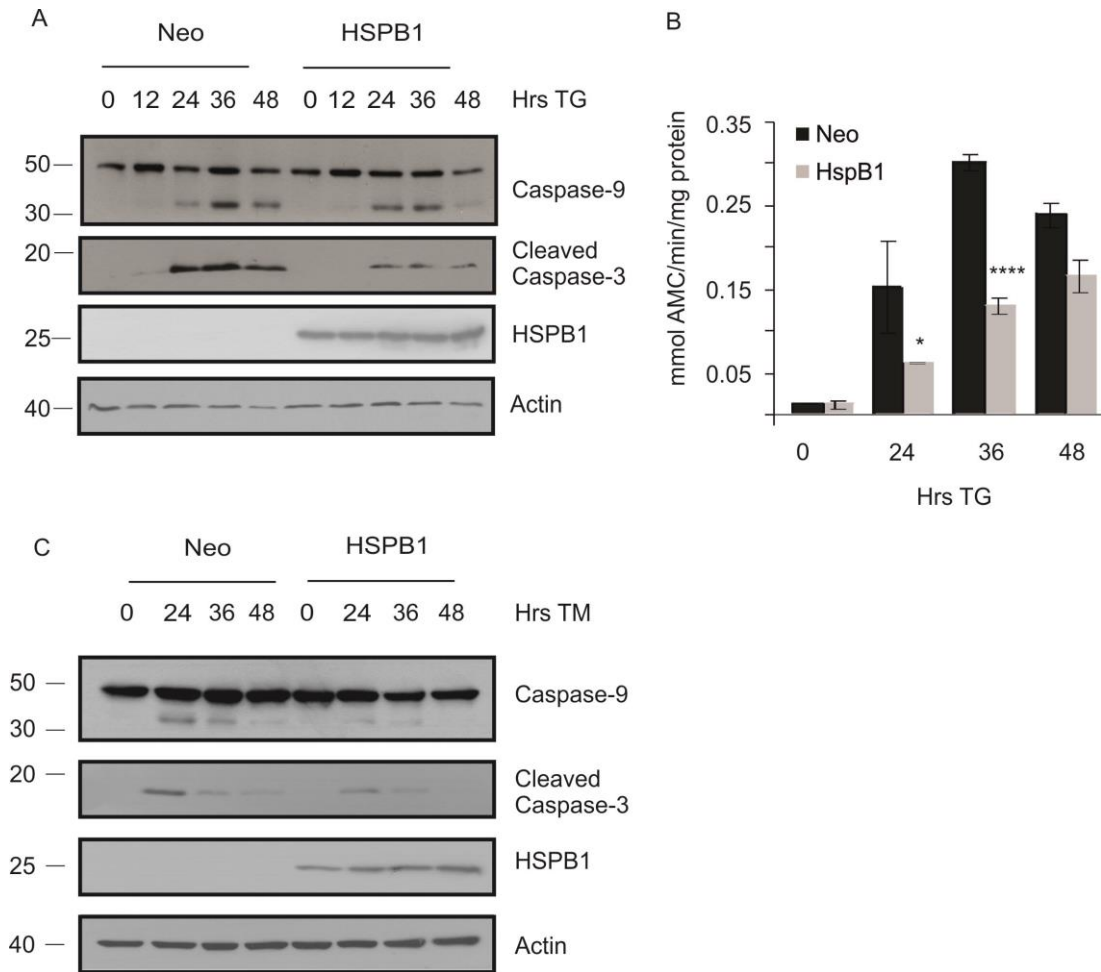 A
Neo HSPB1
0 12 24 36 48 0 12 24 36 48 Hrs TG
50
30
Caspase-9
20
Cleaved
Caspase-3
25
HSPB1
40
Actin
B
mmol AMC/min/mg protein
0.35
0.25
0.15
0.05
Neo
HspB1
*
****
0 24 36 48
Hrs TG
C
Neo HSPB1
0 24 36 48 0 24 36 48 Hrs TM
50
30
Caspase-9
20
Cleaved
Caspase-3
25
HSPB1
40
Actin